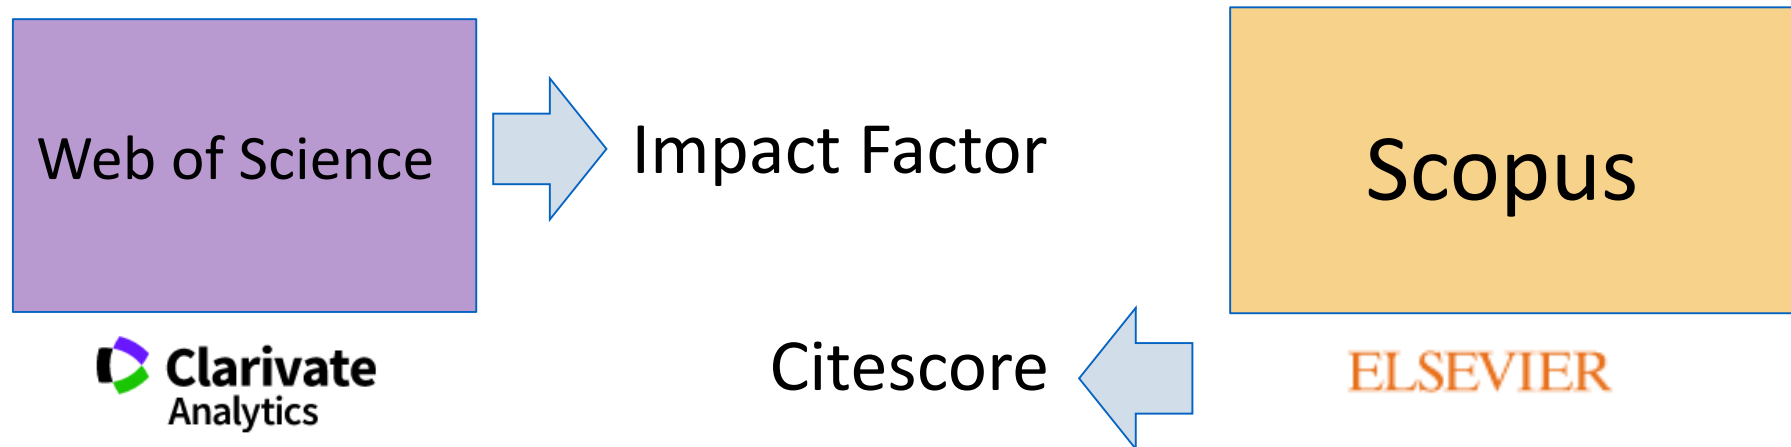 Web of Science
Impact Factor
Scopus
Clarivate
Analytics
Citescore
ELSEVIER